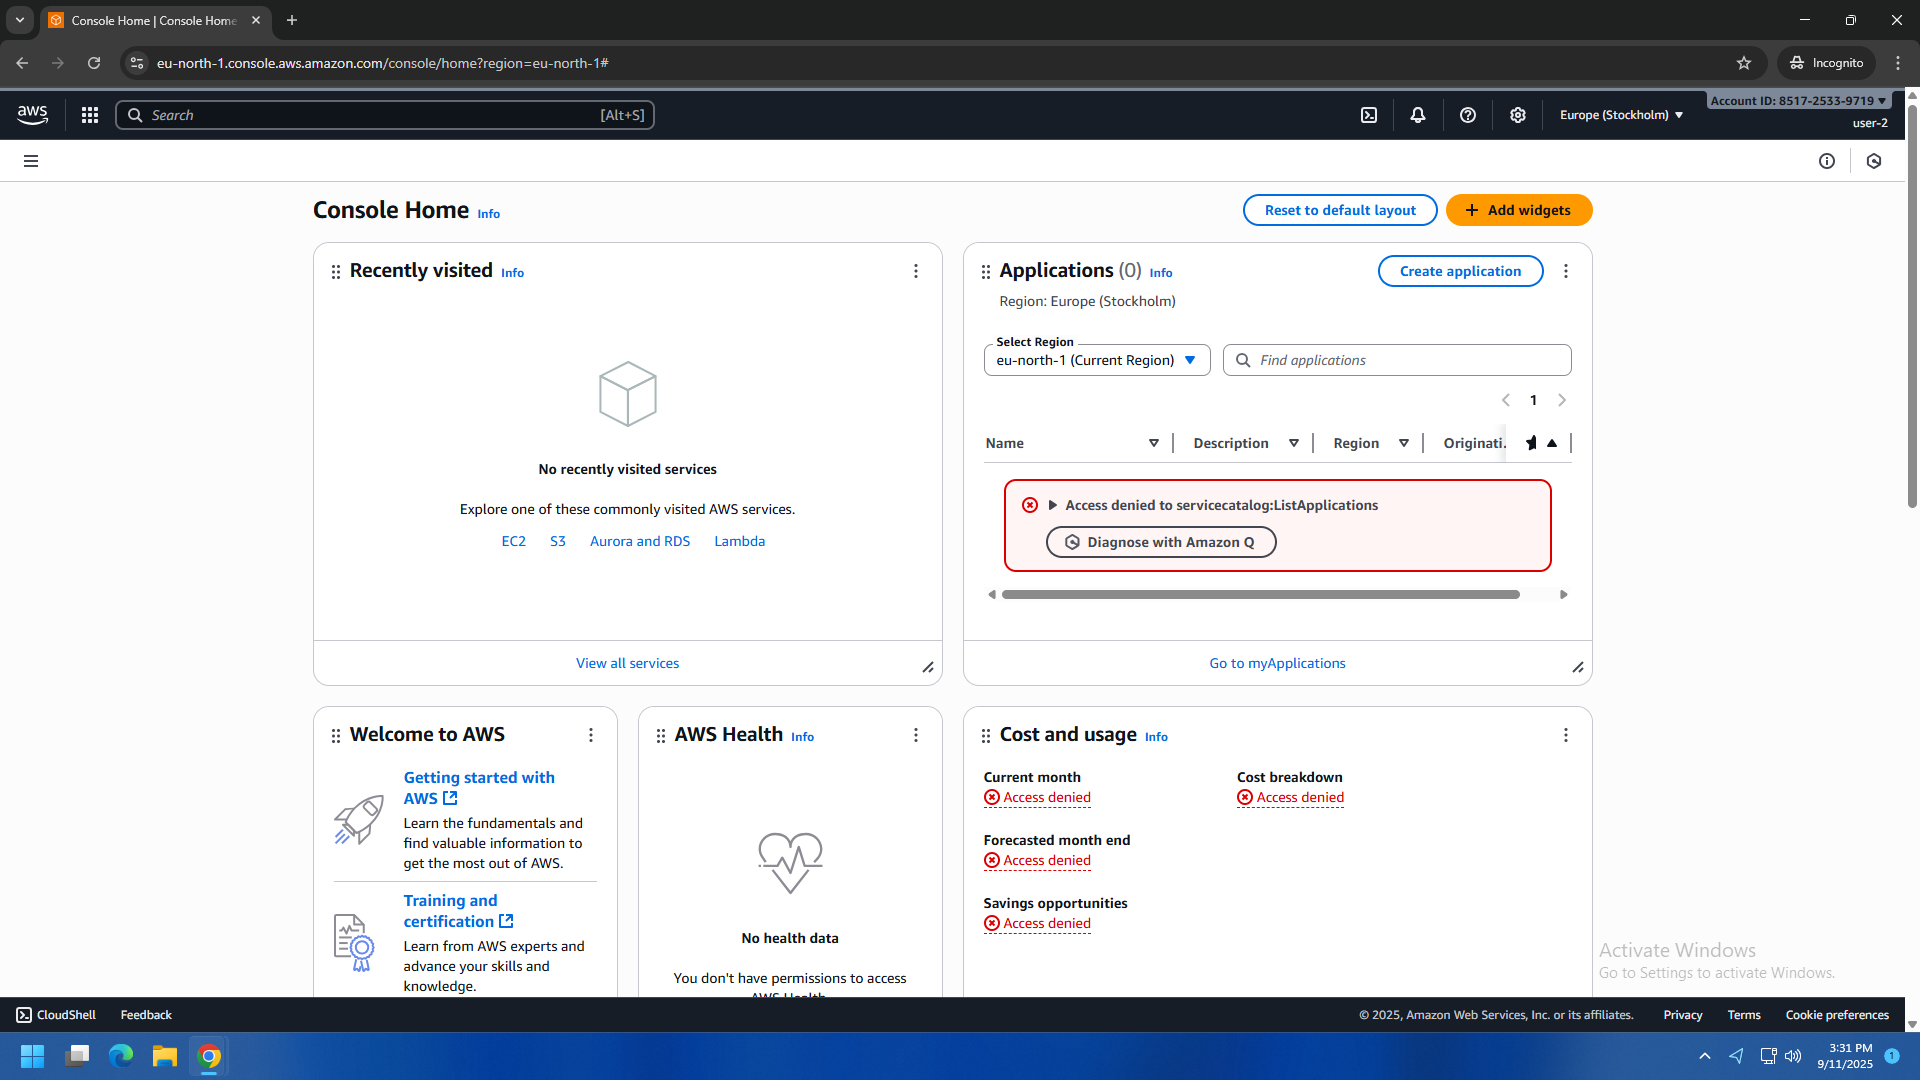 Console Home | Console Home
eu-north-1.console.aws.amazon.com/console/home?region=eu-north-1#
Incognito
aws
Search
[Alt+S]
Europe (Stockholm)
Account ID: 8517-2533-9719
user-2
Console Home Info
Reset to default layout
Add widgets
Recently visited Info
No recently visited services
Explore one of these commonly visited AWS services.
EC2 S3 Aurora and RDS Lambda
View all services
Applications (0) Info
Create application
Region: Europe (Stockholm)
Select Region
eu-north-1 (Current Region)
Find applications
1
Name Description Region Originati.
Access denied to servicecatalog:ListApplications
Diagnose with Amazon Q
Go to myApplications
Welcome to AWS
Getting started with
AWS
Learn the fundamentals and
find valuable information to
get the most out of AWS.
Training and
certification
Learn from AWS experts and
advance your skills and
knowledge.
AWS Health Info
No health data
You don't have permissions to access
AWS Health.
Cost and usage Info
Current month
Access denied
Cost breakdown
Access denied
Forecasted month end
Access denied
Savings opportunities
Access denied
Activate Windows
Go to Settings to activate Windows.
CloudShell
Feedback
© 2025, Amazon Web Services, Inc. or its affiliates.
Privacy
Terms
Cookie preferences
3:31 PM
9/11/2025
1